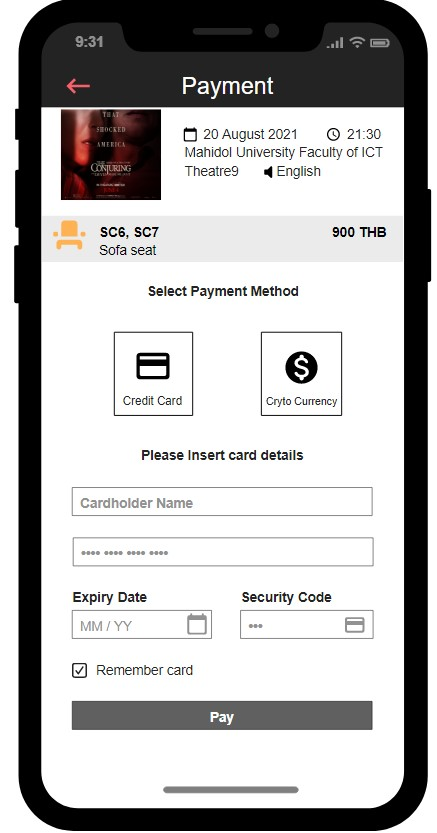 9:31
Payment
THAT
SHOCKED
AMERICA
THE
CONJURING
20 August 2021
21:30
Mahidol University Faculty of ICT
Theatre9
English
SC6, SC7
900 THB
Sofa seat
Select Payment Method
Credit Card
Cryto Currency
Please Insert card details
Cardholder Name
•••• •••• •••• ••••
Expiry Date
Security Code
MM / YY
•••
Remember card
Pay